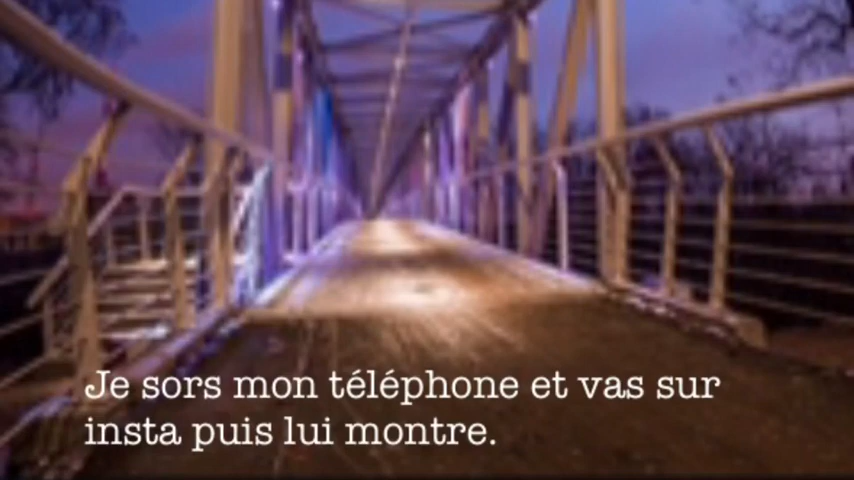 Je sors mon téléphone et vas sur
insta puis lui montre.